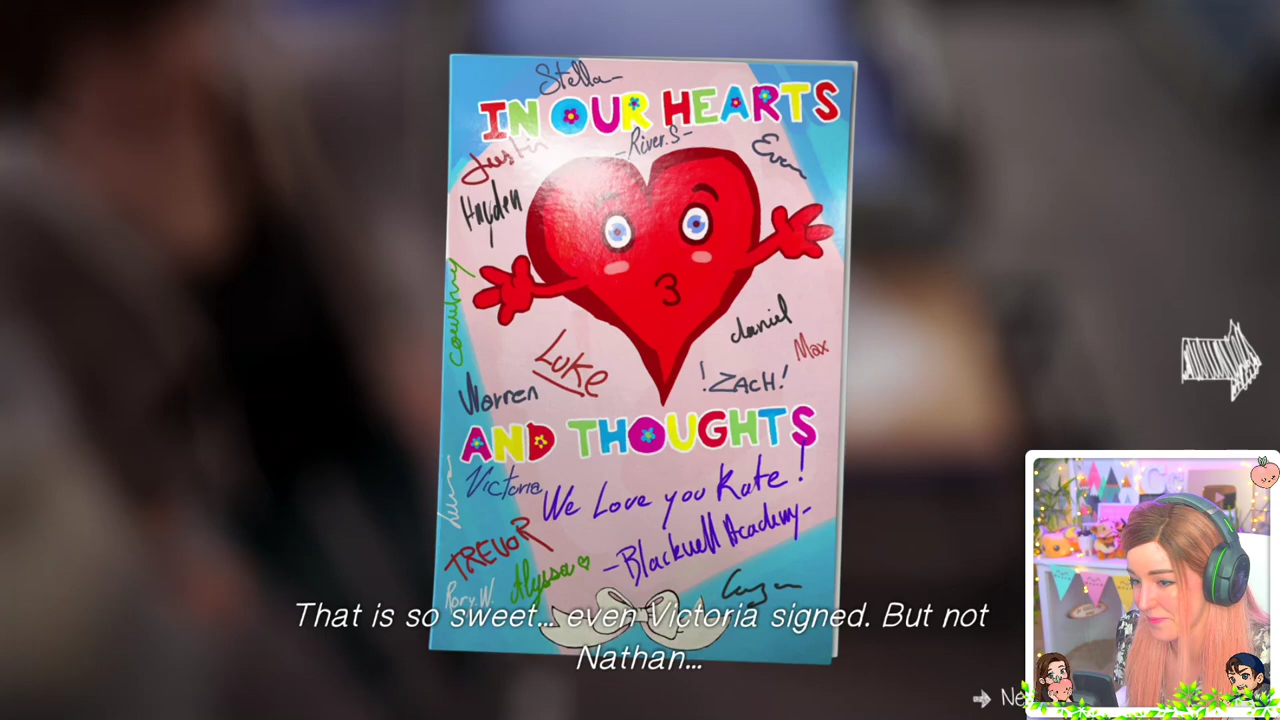 Stella
IN OUR HEARTS
-River.S-
Justin
Evan
Hayden
Courtney
daniel
Max
Luke
!ZACH!
Warren
AND THOUGHTS
Victoria
We Love you Kate!
-Blackwell Academy-
TREVOR
Alyssa
Rory W.
That is so sweet... even Victoria signed. But not
Nathan...